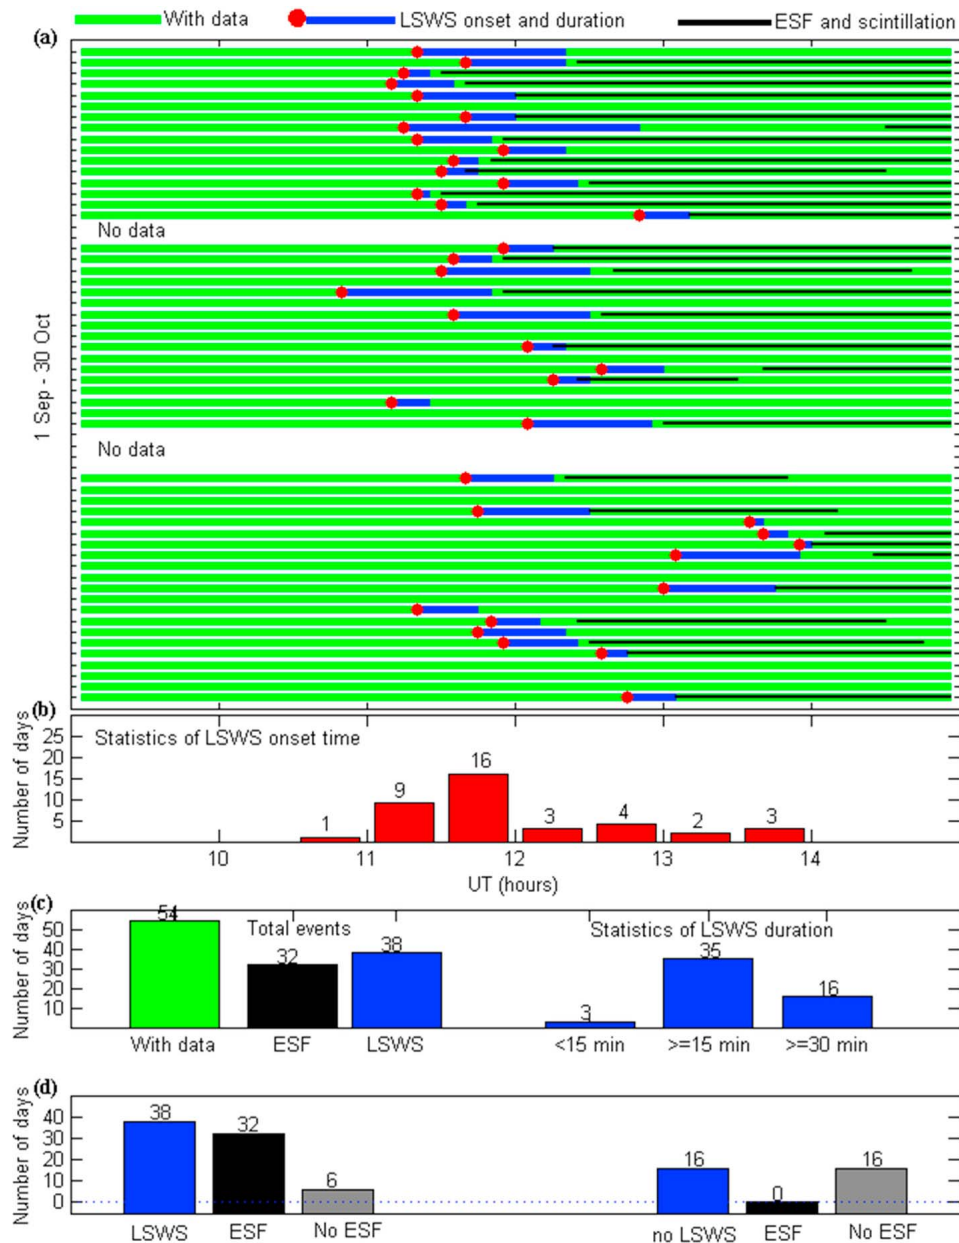 With data LSWS onset and duration ESF and scintillation
(a)
No data
No data
1 Sep - 30 Oct
(b)
Number of days
25
20
15
10
5
Statistics of LSWS onset time
1 9 16 3 4 2 3
10 11 12 13 14
UT (hours)
(c)
Number of days
50
40
30
20
10
Total events Statistics of LSWS duration
54 32 38 3 35 16
With data ESF LSWS <15 min >=15 min >=30 min
(d)
Number of days
40
30
20
10
0
38 32 6 16 0 16
LSWS ESF No ESF no LSWS ESF No ESF